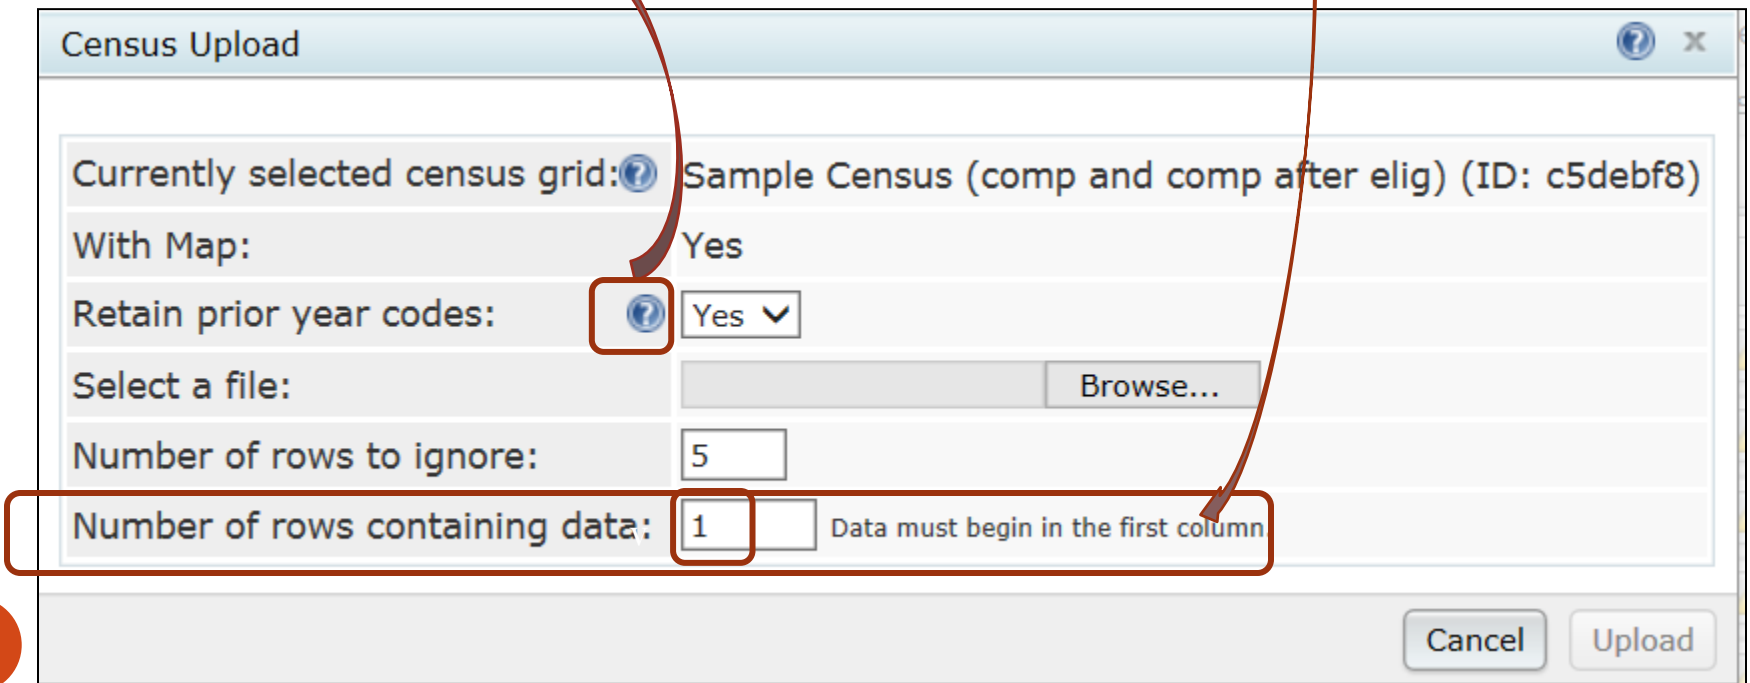 Census Upload ? x
Currently selected census grid: ? Sample Census (comp and comp after elig) (ID: c5debf8)
With Map: Yes
Retain prior year codes: ? Yes
Select a file: Browse...
Number of rows to ignore: 5
Number of rows containing data: 1 Data must begin in the first column.
Cancel Upload